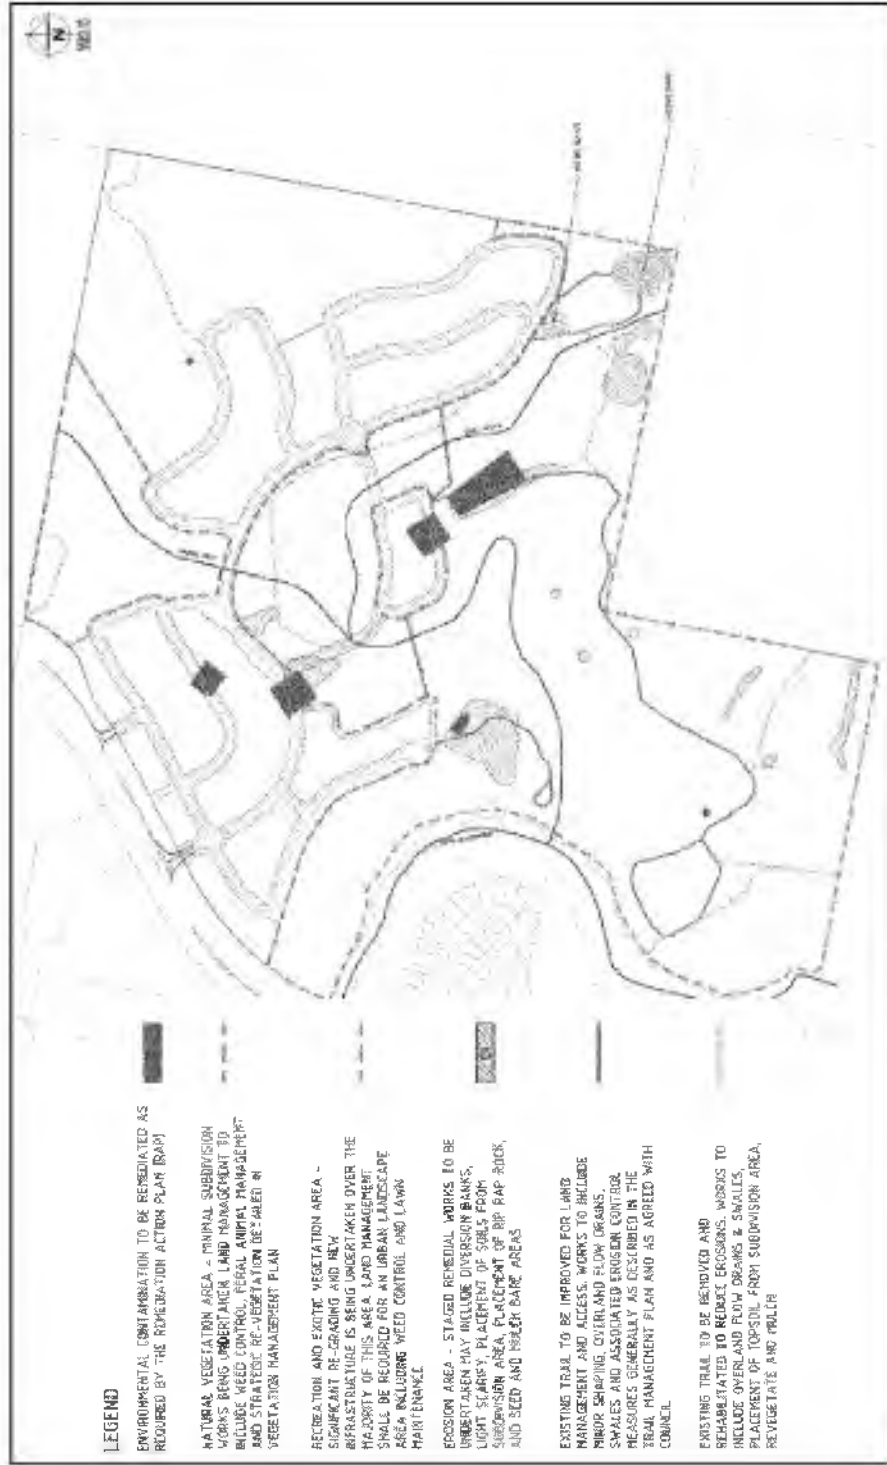 LEGEND
ENVIRONMENTAL CONTAMINATION TO BE REMEDIATED AS
REQUIRED BY THE REMEDIATION ACTION PLAN (RAP)
NATURAL VEGETATION AREA - MINIMAL SUBDIVISION
WORKS BEING UNDERTAKEN LAND MANAGEMENT TO
INCLUDE WEED CONTROL, FERAL ANIMAL MANAGEMENT
AND STRATEGIC RE-VEGETATION DETAILED IN
VEGETATION MANAGEMENT PLAN
RECREATION AND EXOTIC VEGETATION AREA -
SIGNIFICANT RE-GRADING AND NEW
INFRASTRUCTURE IS BEING UNDERTAKEN OVER THE
MAJORITY OF THIS AREA. LAND MANAGEMENT
SHALL BE REQUIRED FOR AN URBAN LANDSCAPE
AREA INCLUDING WEED CONTROL AND LAWN
MAINTENANCE
EROSION AREA - STAGED REMEDIAL WORKS TO BE
UNDERTAKEN MAY INCLUDE DIVERSION BANKS,
LIGHT SCARIFY, PLACEMENT OF SOILS FROM
SUBDIVISION AREA, PLACEMENT OF RIP RAP ROCK,
AND SEED AND MULCH BARE AREAS
EXISTING TRAIL TO BE IMPROVED FOR LAND
MANAGEMENT AND ACCESS. WORKS TO INCLUDE
MINOR SHAPING, OVERLAND FLOW DRAINS,
SWALES AND ASSOCIATED EROSION CONTROL
MEASURES GENERALLY AS DESCRIBED IN THE
TRAIL MANAGEMENT PLAN AND AS AGREED WITH
COUNCIL
EXISTING TRAIL TO BE REMOVED AND
REHABILITATED TO REDUCE EROSIONS. WORKS TO
INCLUDE OVERLAND FLOW DRAINS & SWALES,
PLACEMENT OF TOPSOIL FROM SUBDIVISION AREA,
REVEGETATE AND MULCH
N